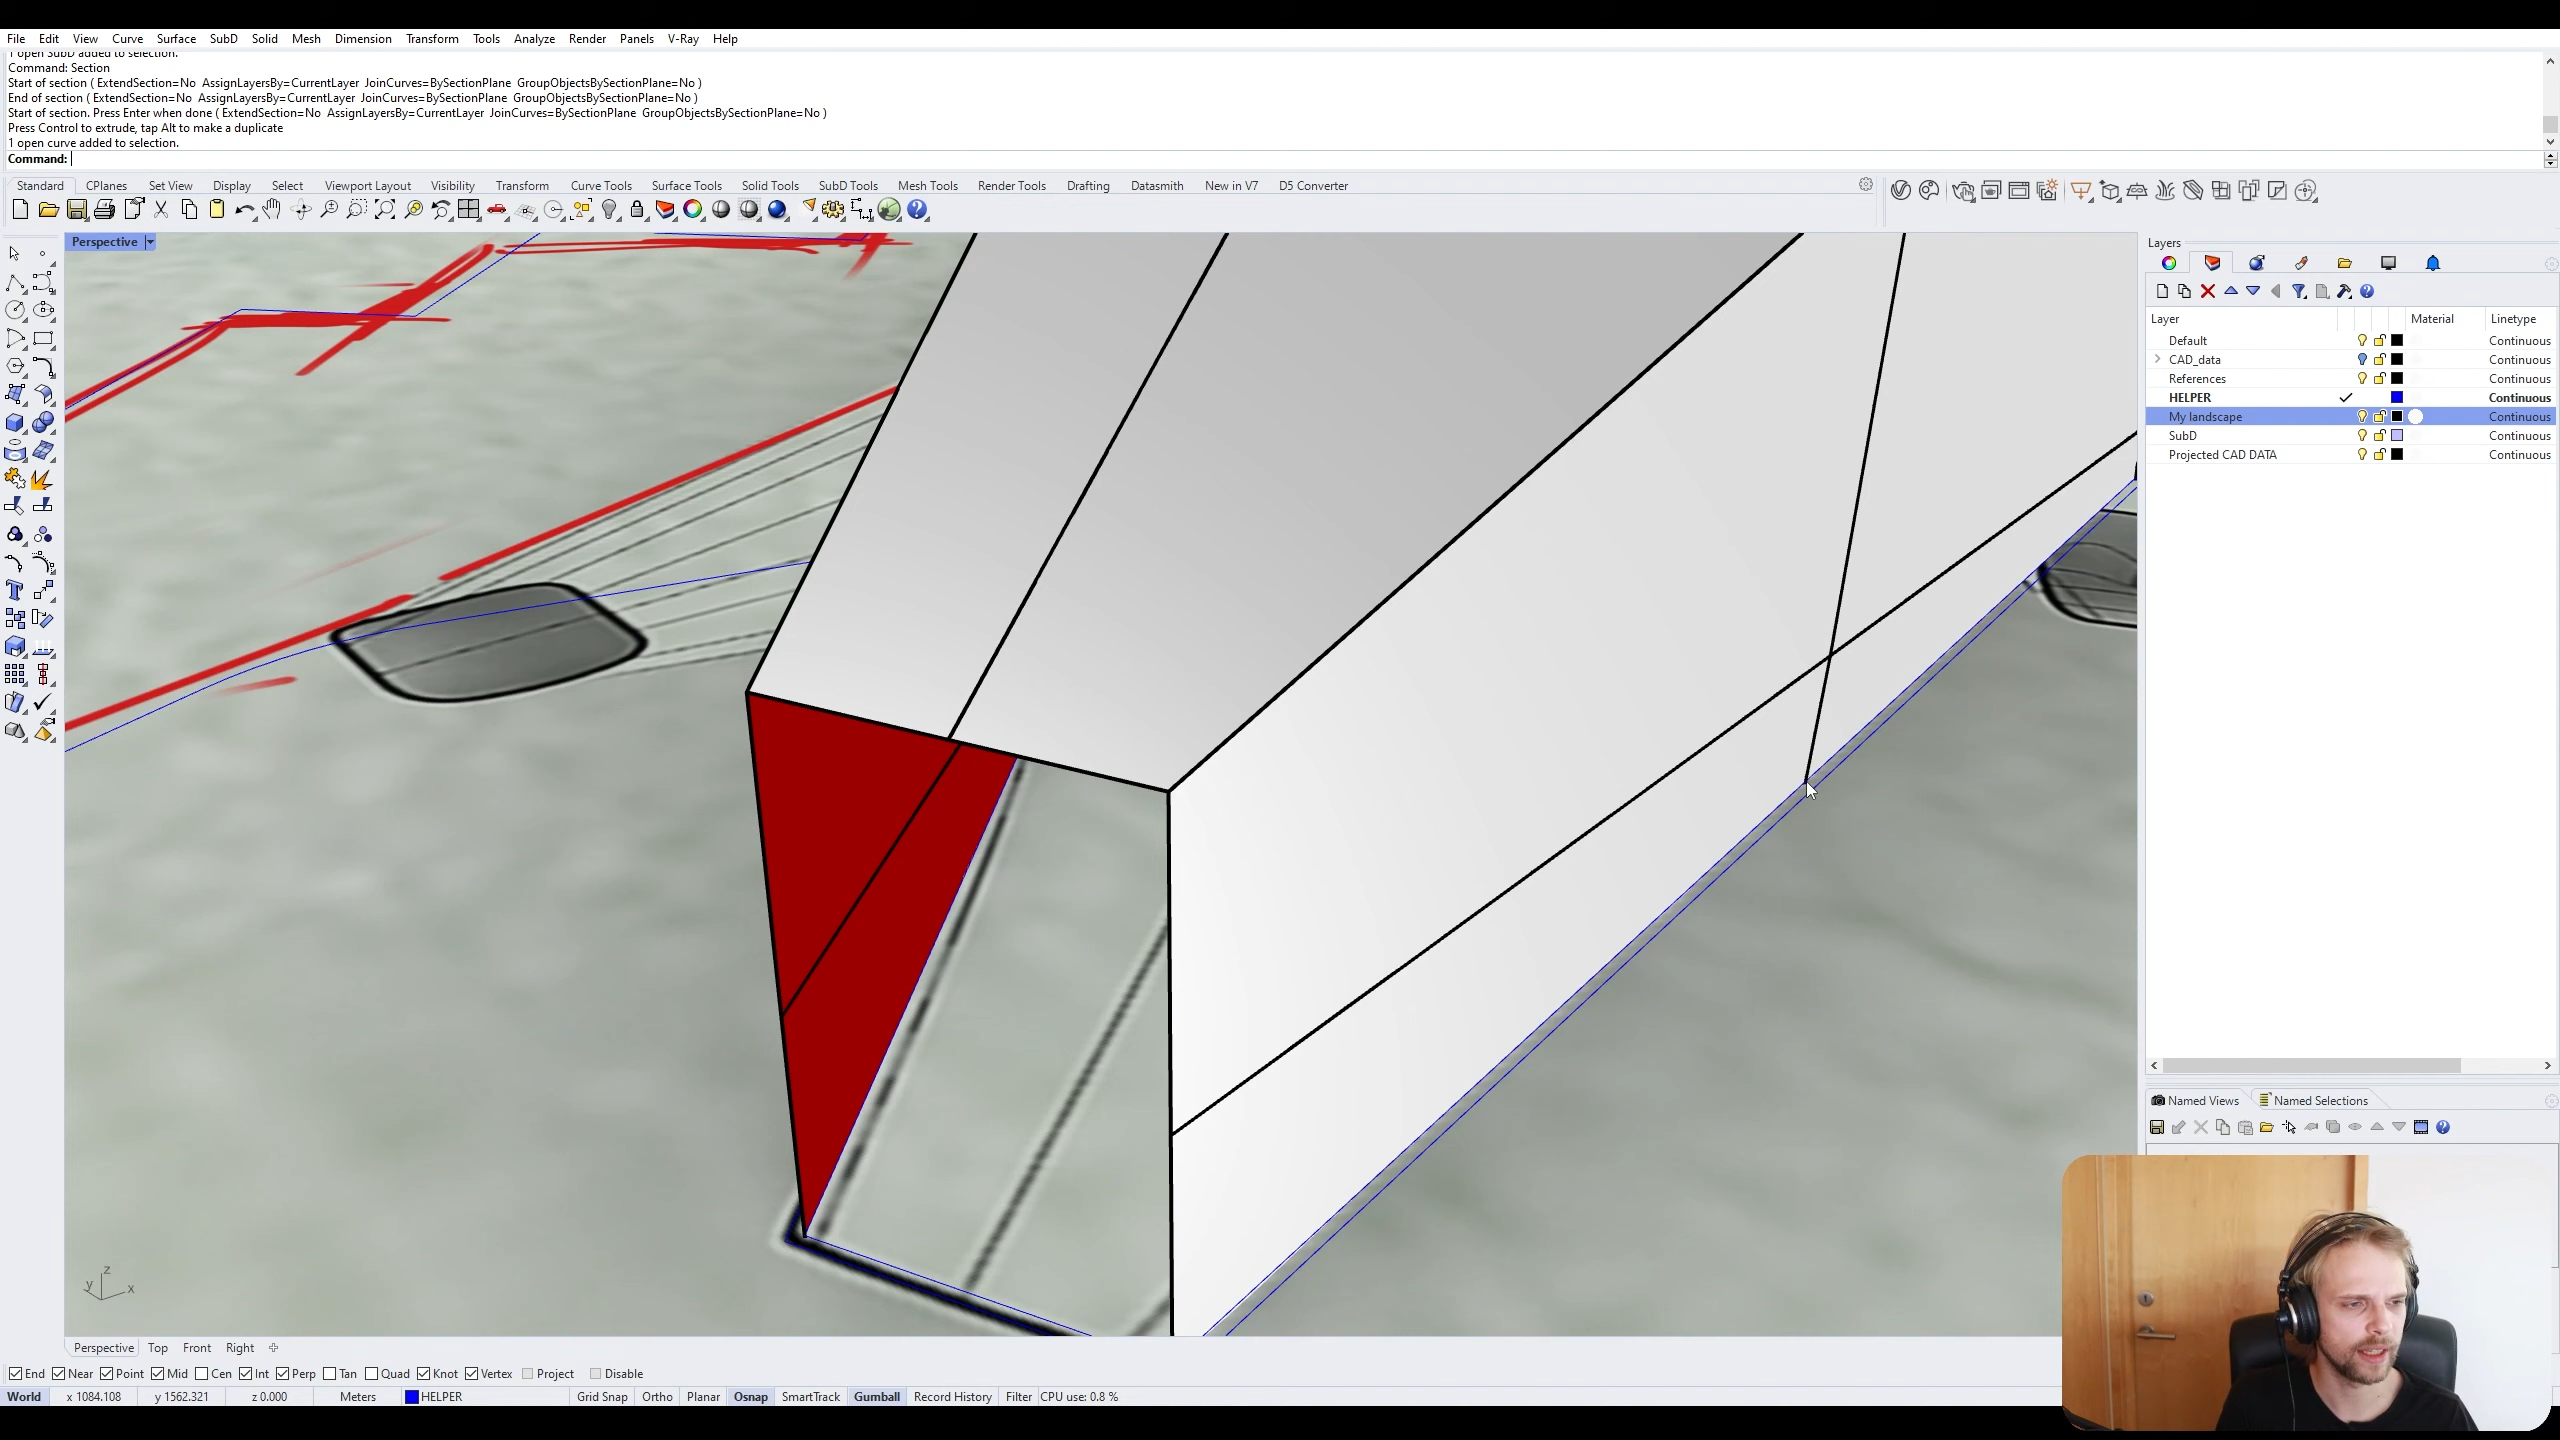 File Edit View Curve Surface SubD Solid Mesh Dimension Transform Tools Analyze Render Panels V-Ray Help
1 open SubD added to selection.
Command: Section
Start of section ( ExtendSection=No AssignLayersBy=CurrentLayer JoinCurves=BySectionPlane GroupObjectsBySectionPlane=No )
End of section ( ExtendSection=No AssignLayersBy=CurrentLayer JoinCurves=BySectionPlane GroupObjectsBySectionPlane=No )
Start of section. Press Enter when done ( ExtendSection=No AssignLayersBy=CurrentLayer JoinCurves=BySectionPlane GroupObjectsBySectionPlane=No )
Press Control to extrude, tap Alt to make a duplicate
1 open curve added to selection.
Command:
Standard CPlanes Set View Display Select Viewport Layout Visibility Transform Curve Tools Surface Tools Solid Tools SubD Tools Mesh Tools Render Tools Drafting Datasmith New in V7 D5 Converter
Perspective
Layers
Layer Material Linetype
Default Continuous
CAD_data Continuous
References Continuous
HELPER Continuous
My landscape Continuous
SubD Continuous
Projected CAD DATA Continuous
Named Views Named Selections
z
y
x
Perspective Top Front Right
End Near Point Mid Cen Int Perp Tan Quad Knot Vertex Project Disable
World x 1084.108 y 1562.321 z 0.000 Meters HELPER Grid Snap Ortho Planar Osnap SmartTrack Gumball Record History Filter CPU use: 0.8 %